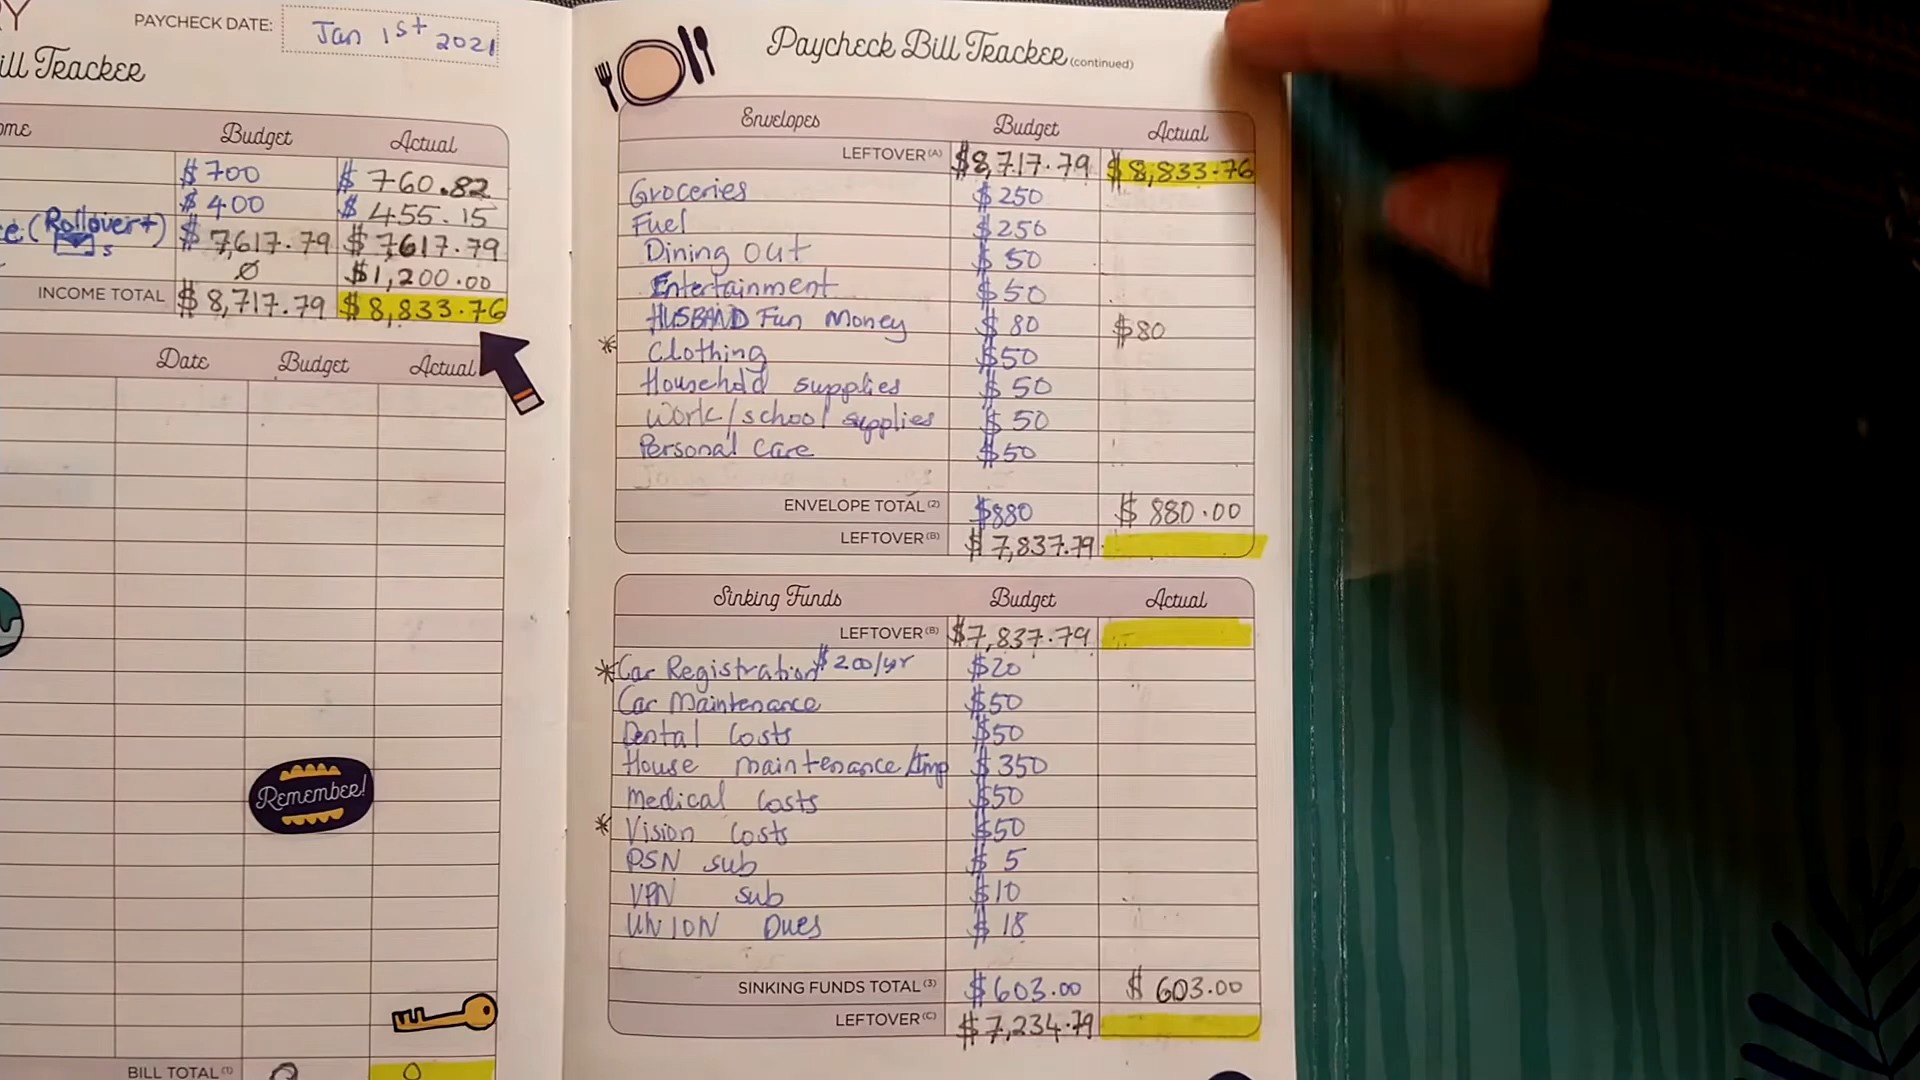 RY
PAYCHECK DATE: Jan 1st 2021
ill Tracker
ome Budget Actual
$700 $760.82
$400 $455.15
ce (Rollover + s) $7,617.79 $7,617.79
Ø $1,200.00
INCOME TOTAL $8,717.79 $8,833.76
Date Budget Actual
Remember!
BILL TOTAL (1) 0 0
Paycheck Bill Tracker (continued)
Envelopes Budget Actual
LEFTOVER (A) $8,717.79 $8,833.76
Groceries $250
Fuel $250
Dining Out $50
Entertainment $50
HUSBAND Fun Money $80 $80
* Clothing $50
Household supplies $50
Work/school supplies $50
Personal Care $50
ENVELOPE TOTAL (2) $880 $880.00
LEFTOVER (B) $7,837.79
Sinking Funds Budget Actual
LEFTOVER (B) $7,837.79
* Car Registration $200/yr $20
Car Maintenance $50
Dental Costs $50
House maintenance/Imp $350
Medical Costs $50
* Vision Costs $50
PSN sub $5
VPN sub $10
UNION Dues $18
SINKING FUNDS TOTAL (3) $603.00 $603.00
LEFTOVER (C) $7,234.79